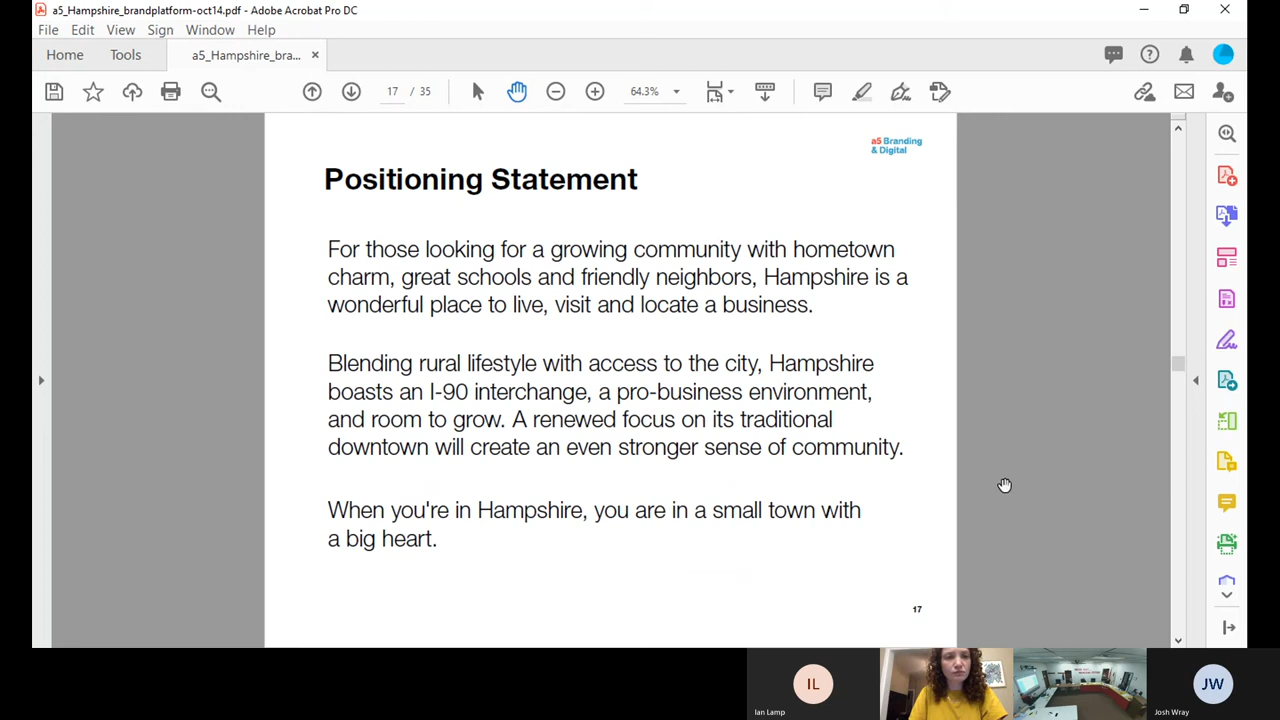 a5_Hampshire_brandplatform-oct14.pdf - Adobe Acrobat Pro DC
File Edit View Sign Window Help
Home Tools a5_Hampshire_bra...
17 / 35 64.3%
a5 Branding
& Digital
Positioning Statement
For those looking for a growing community with hometown
charm, great schools and friendly neighbors, Hampshire is a
wonderful place to live, visit and locate a business.
Blending rural lifestyle with access to the city, Hampshire
boasts an I-90 interchange, a pro-business environment,
and room to grow. A renewed focus on its traditional
downtown will create an even stronger sense of community.
When you're in Hampshire, you are in a small town with
a big heart.
17
IL
JW
Ian Lamp
Josh Wray